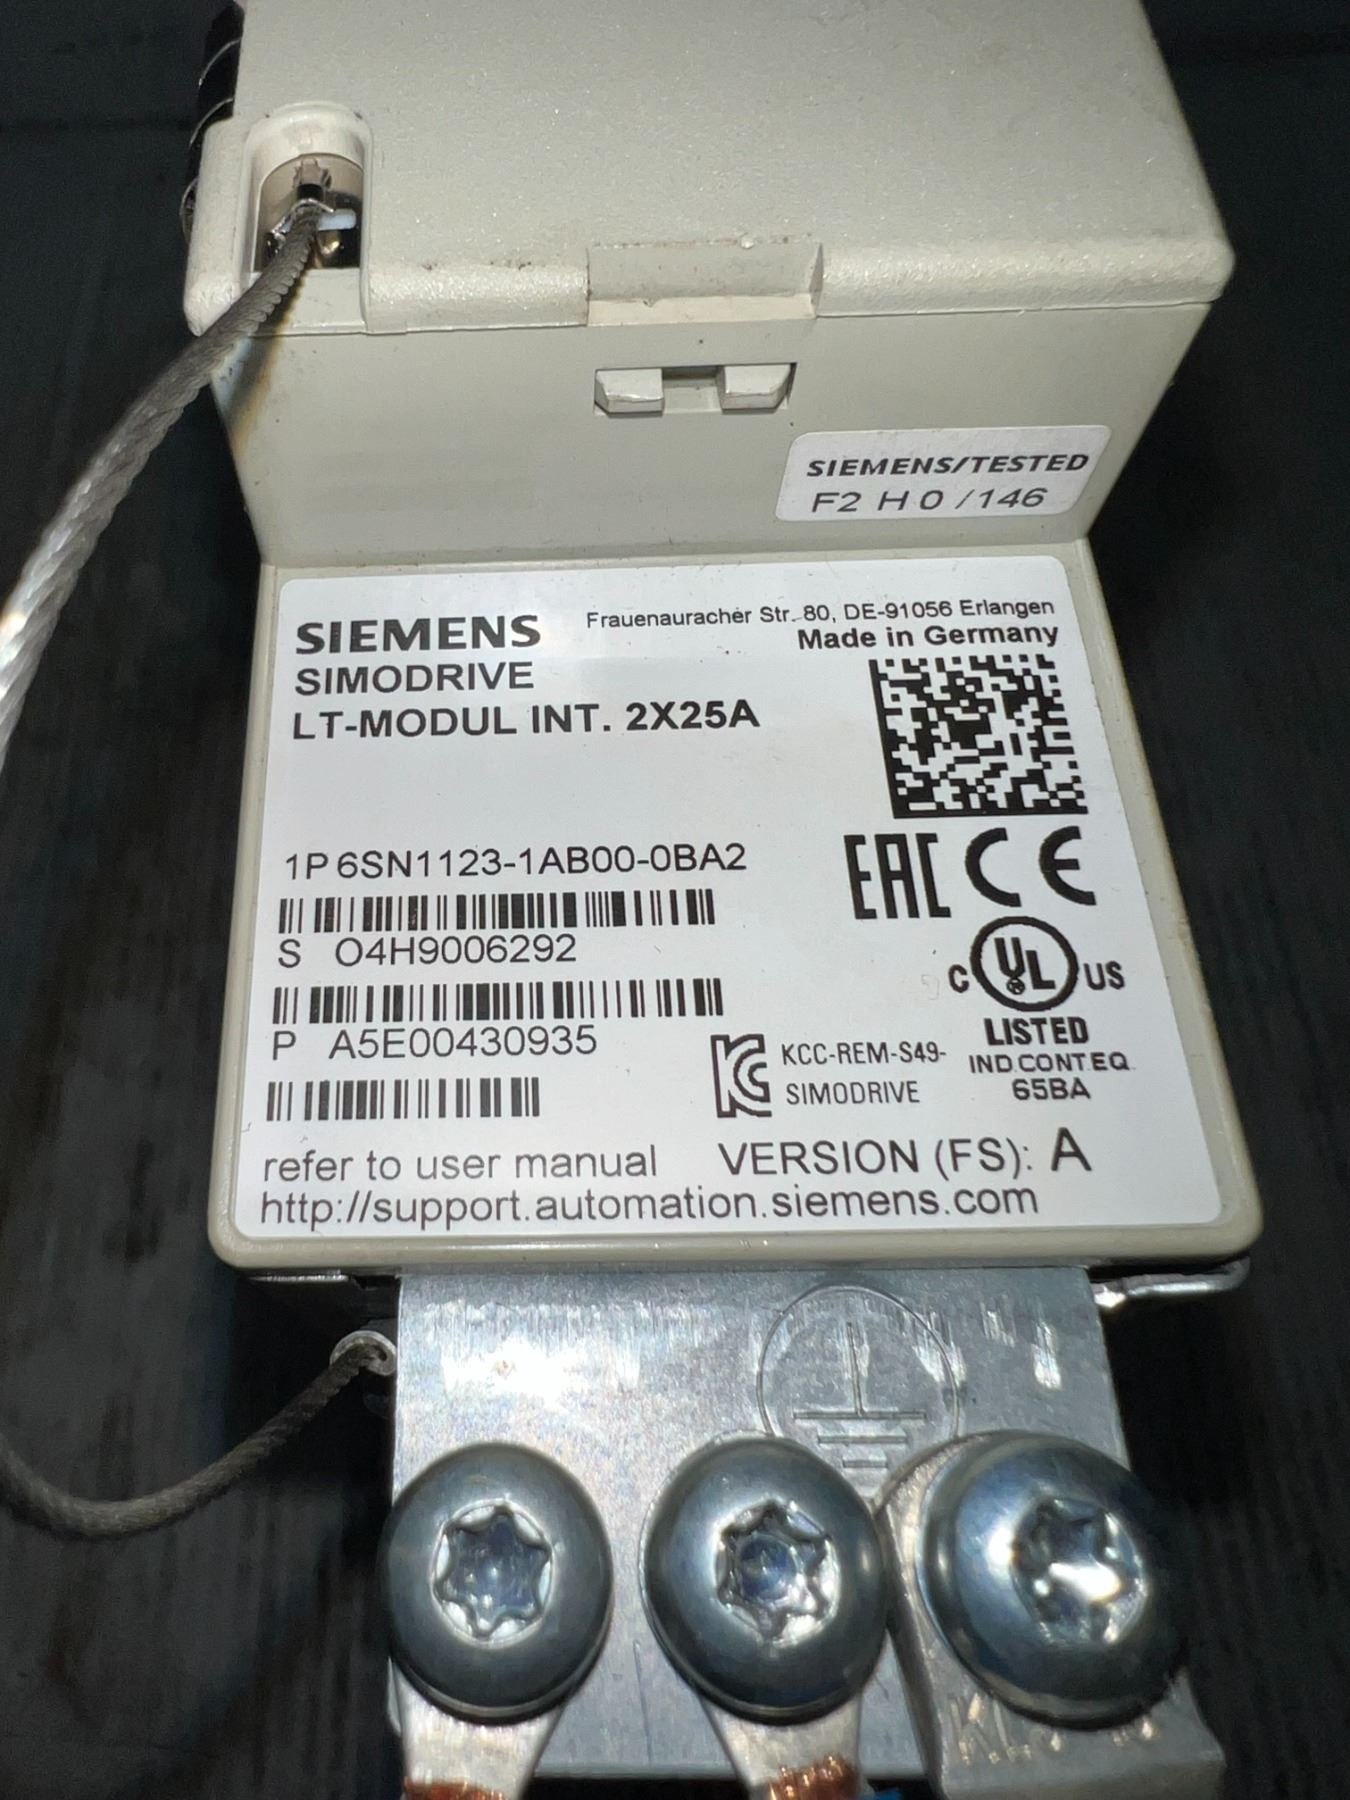 SIEMENS/TESTED
F2 H 0 /146
SIEMENS
Frauenauracher Str. 80, DE-91056 Erlangen
Made in Germany
SIMODRIVE
LT-MODUL INT. 2X25A
1P 6SN1123-1AB00-0BA2
EAC CE
S O4H9006292
C UL US
LISTED
IND.CONT.EQ.
65BA
P A5E00430935
KC KCC-REM-S49-
SIMODRIVE
refer to user manual VERSION (FS): A
http://support.automation.siemens.com